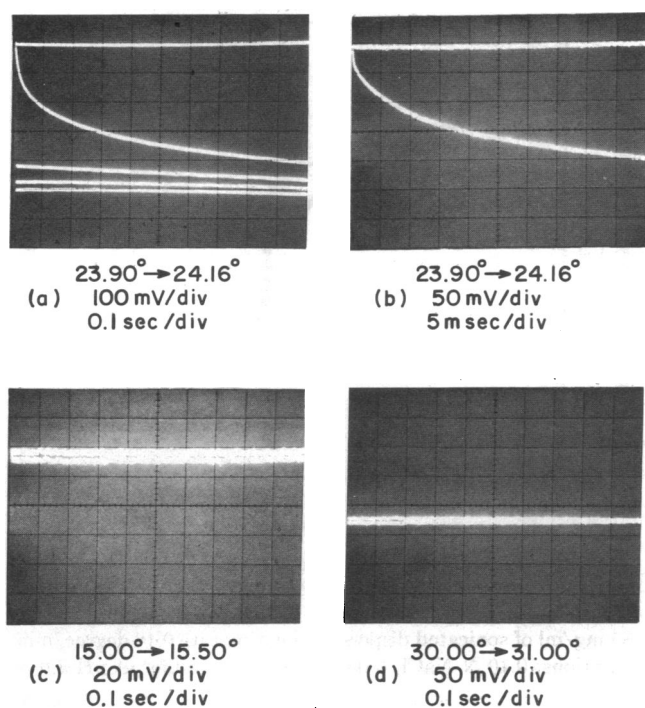 23.90°→24.16°
(a) 100 mV/div
0.1 sec/div
23.90°→24.16°
(b) 50 mV/div
5 m sec/div
15.00°→15.50°
(c) 20 mV/div
0.1 sec/div
30.00°→31.00°
(d) 50 mV/div
0.1 sec/div